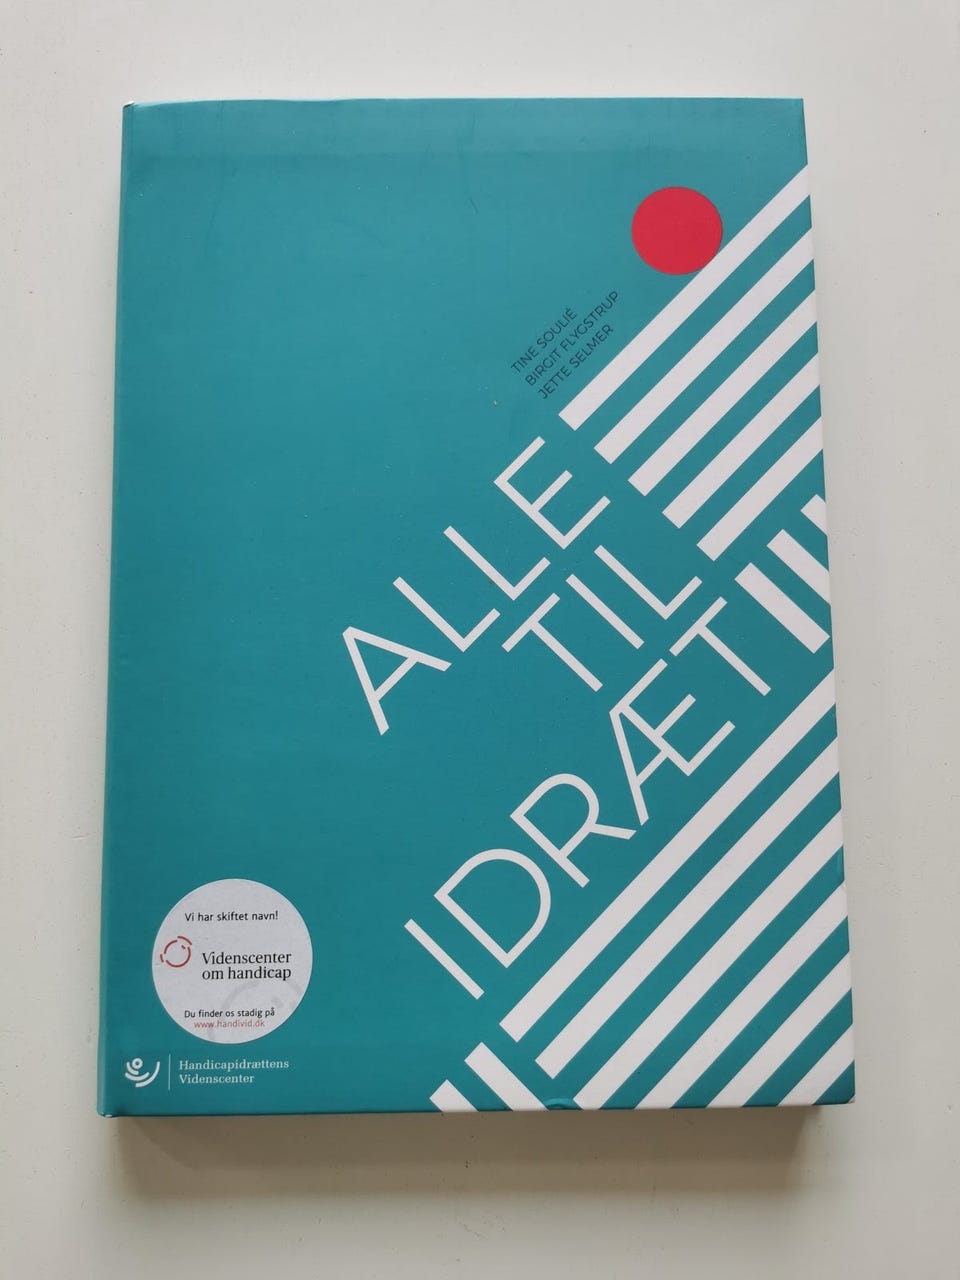 TINE SOULIÉ
BIRGIT FLYGSTRUP
JETTE SELMER
ALLE
TIL
IDRÆT
Vi har skiftet navn!
Videnscenter
om handicap
Du finder os stadig på
www.handivid.dk
Handicapidrættens
Videnscenter